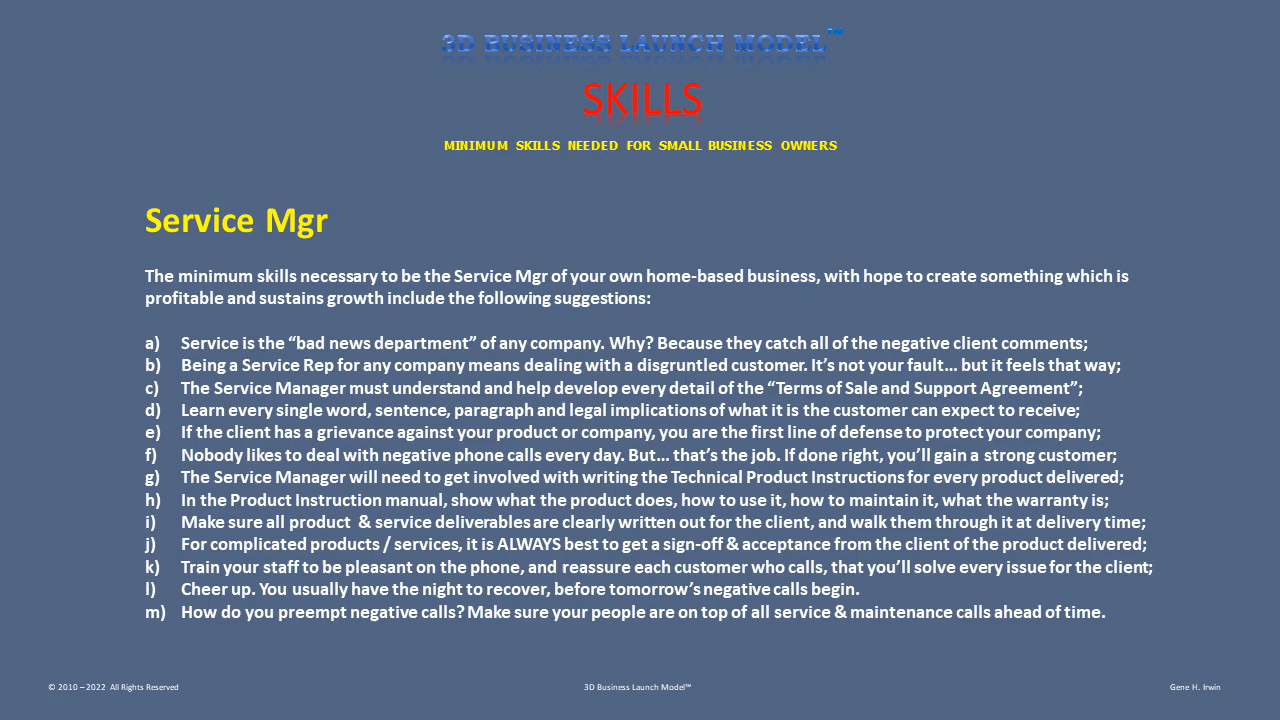 3D BUSINESS LAUNCH MODEL™
SKILLS
MINIMUM SKILLS NEEDED FOR SMALL BUSINESS OWNERS
Service Mgr
The minimum skills necessary to be the Service Mgr of your own home-based business, with hope to create something which is
profitable and sustains growth include the following suggestions:
a) Service is the “bad news department” of any company. Why? Because they catch all of the negative client comments;
b) Being a Service Rep for any company means dealing with a disgruntled customer. It’s not your fault… but it feels that way;
c) The Service Manager must understand and help develop every detail of the “Terms of Sale and Support Agreement”;
d) Learn every single word, sentence, paragraph and legal implications of what it is the customer can expect to receive;
e) If the client has a grievance against your product or company, you are the first line of defense to protect your company;
f) Nobody likes to deal with negative phone calls every day. But… that’s the job. If done right, you’ll gain a strong customer;
g) The Service Manager will need to get involved with writing the Technical Product Instructions for every product delivered;
h) In the Product Instruction manual, show what the product does, how to use it, how to maintain it, what the warranty is;
i) Make sure all product & service deliverables are clearly written out for the client, and walk them through it at delivery time;
j) For complicated products / services, it is ALWAYS best to get a sign-off & acceptance from the client of the product delivered;
k) Train your staff to be pleasant on the phone, and reassure each customer who calls, that you’ll solve every issue for the client;
l) Cheer up. You usually have the night to recover, before tomorrow’s negative calls begin.
m) How do you preempt negative calls? Make sure your people are on top of all service & maintenance calls ahead of time.
© 2010 – 2022 All Rights Reserved
3D Business Launch Model™
Gene H. Irwin